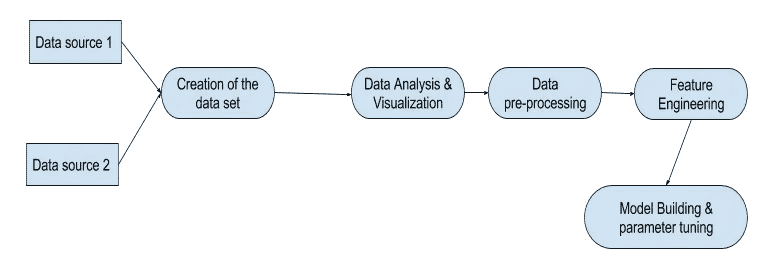 Data source 1
Creation of the
data set
Data Analysis &
Visualization
Data
pre-processing
Feature
Engineering
Data source 2
Model Building &
parameter tuning